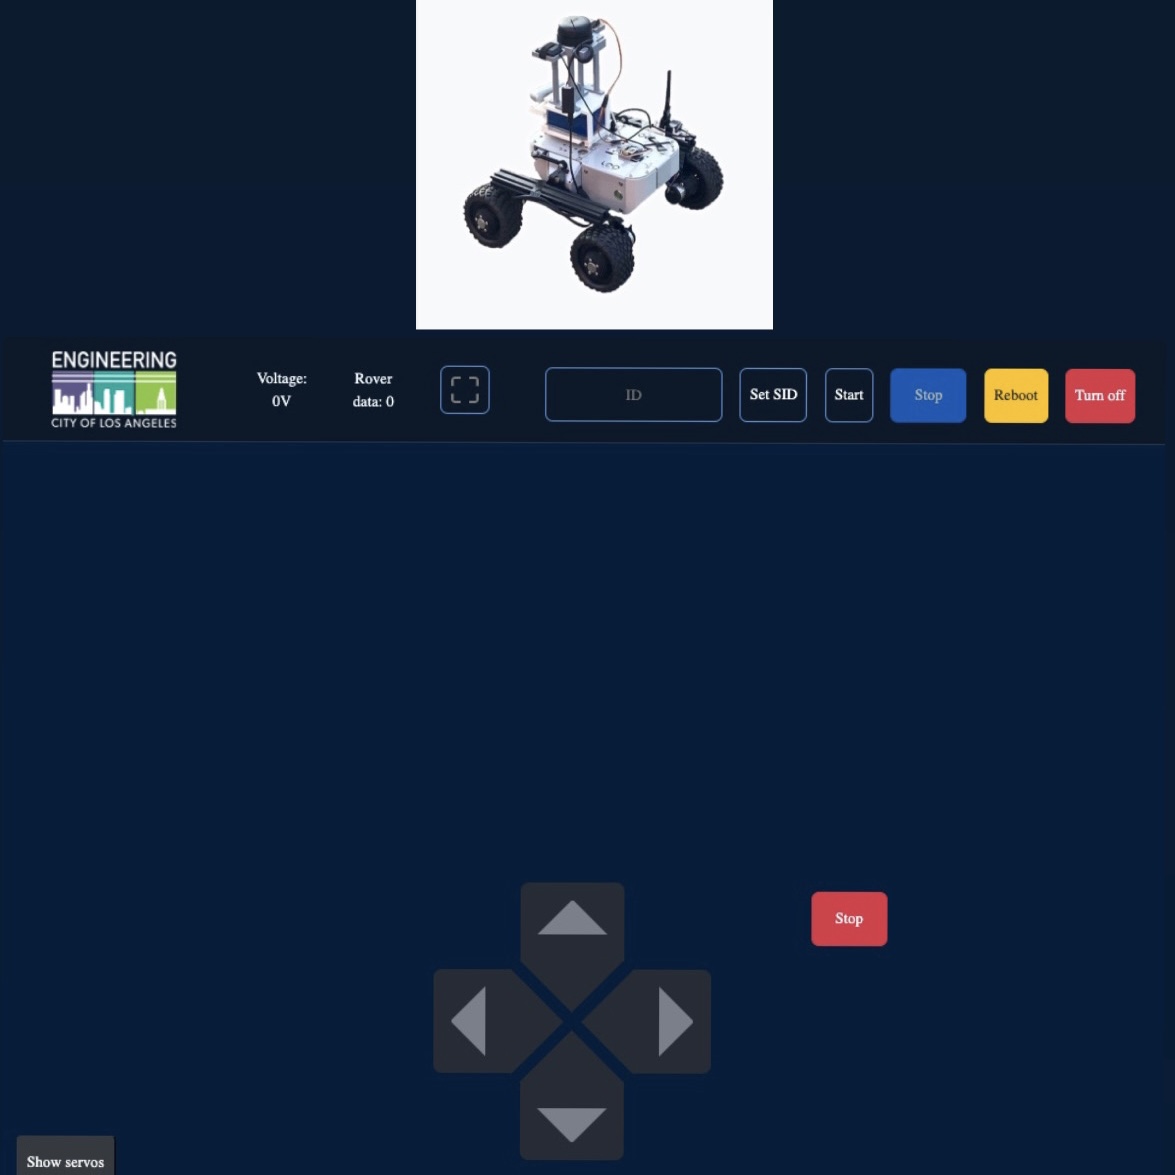 ENGINEERING
CITY OF LOS ANGELES
Voltage:
0V
Rover
data: 0
ID
Set SID
Start
Stop
Reboot
Turn off
Stop
Show servos